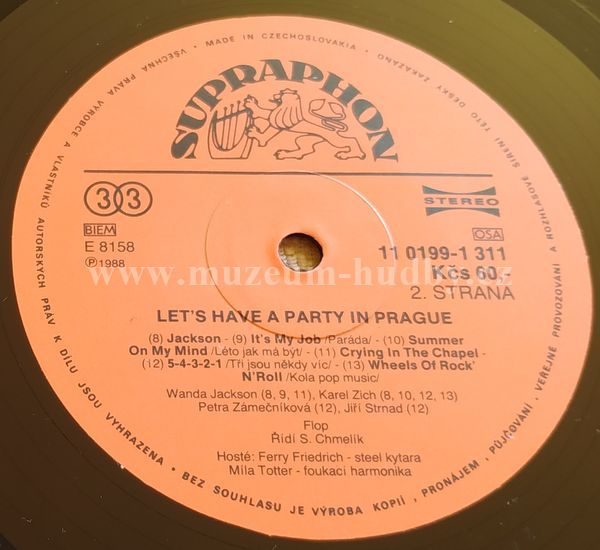 MADE IN CZECHOSLOVAKIA • VŠECHNA PRÁVA VÝROBCE A VLASTNÍKŮ AUTORSKÝCH PRÁV K DÍLU JSOU VYHRAZENA • BEZ SOUHLASU JE VÝROBA KOPIÍ, PRONÁJEM, PŮJČOVÁNÍ, VEŘEJNÉ PROVOZOVÁNÍ A ROZHLASOVÉ ŠÍŘENÍ TÉTO DESKY ZAKÁZÁNO
SUPRAPHON
33
STEREO
BIEM
OSA
E 8158
11 0199-1 311
℗ 1988
Kčs 60,
www.muzeum-hudby.cz
2. STRANA
LET'S HAVE A PARTY IN PRAGUE
(8) Jackson - (9) It's My Job /Paráda/ - (10) Summer
On My Mind /Léto jak má být/ - (11) Crying In The Chapel -
(12) 5-4-3-2-1 /Tři jsou někdy víc/ - (13) Wheels Of Rock'
N'Roll /Kola pop music/
Wanda Jackson (8, 9, 11), Karel Zich (8, 10, 12, 13)
Petra Zámečníková (12), Jiří Strnad (12)
Flop
Řídí S. Chmelík
Hosté: Ferry Friedrich - steel kytara
Míla Totter - foukací harmonika